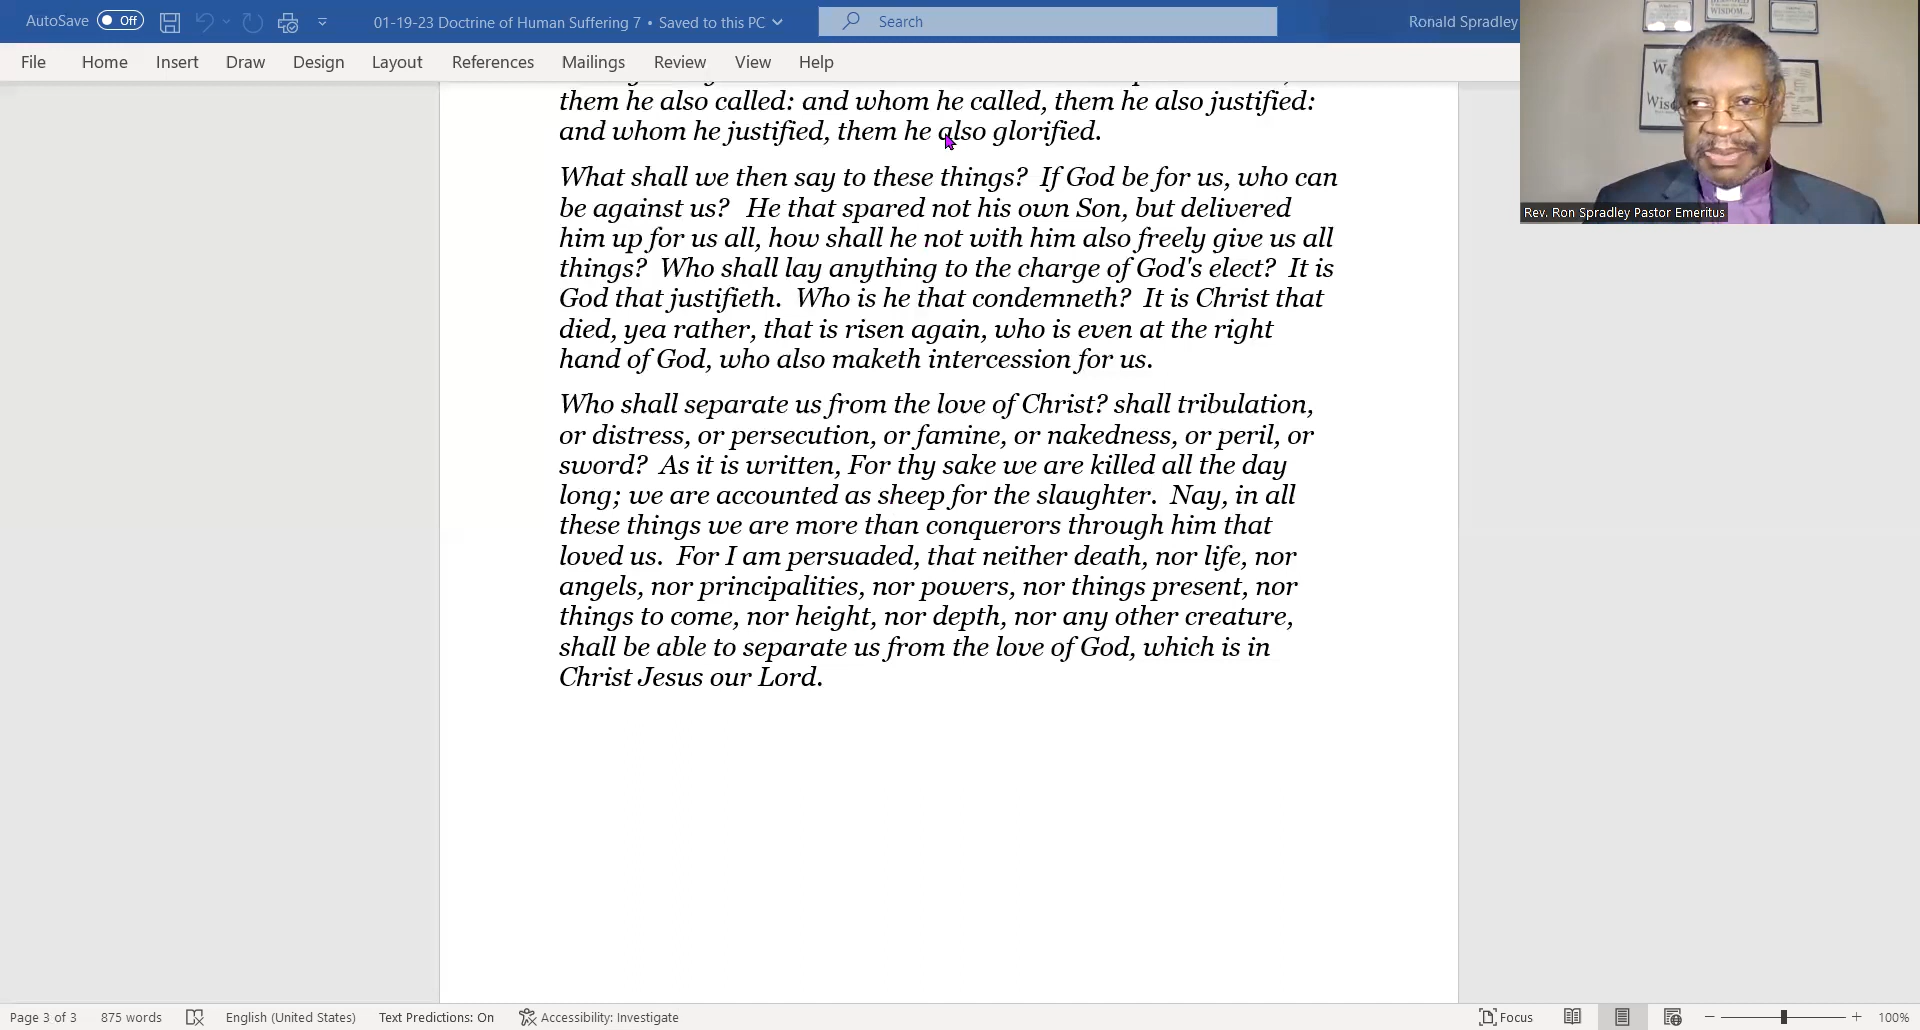 AutoSave Off 01-19-23 Doctrine of Human Suffering 7 • Saved to this PC Search Ronald Spradley
File Home Insert Draw Design Layout References Mailings Review View Help
them he also called: and whom he called, them he also justified:
and whom he justified, them he also glorified.
What shall we then say to these things? If God be for us, who can
be against us? He that spared not his own Son, but delivered
him up for us all, how shall he not with him also freely give us all
things? Who shall lay anything to the charge of God's elect? It is
God that justifieth. Who is he that condemneth? It is Christ that
died, yea rather, that is risen again, who is even at the right
hand of God, who also maketh intercession for us.
Who shall separate us from the love of Christ? shall tribulation,
or distress, or persecution, or famine, or nakedness, or peril, or
sword? As it is written, For thy sake we are killed all the day
long; we are accounted as sheep for the slaughter. Nay, in all
these things we are more than conquerors through him that
loved us. For I am persuaded, that neither death, nor life, nor
angels, nor principalities, nor powers, nor things present, nor
things to come, nor height, nor depth, nor any other creature,
shall be able to separate us from the love of God, which is in
Christ Jesus our Lord.
WISDOM...
Rev. Ron Spradley Pastor Emeritus
Page 3 of 3 875 words English (United States) Text Predictions: On Accessibility: Investigate Focus 100%